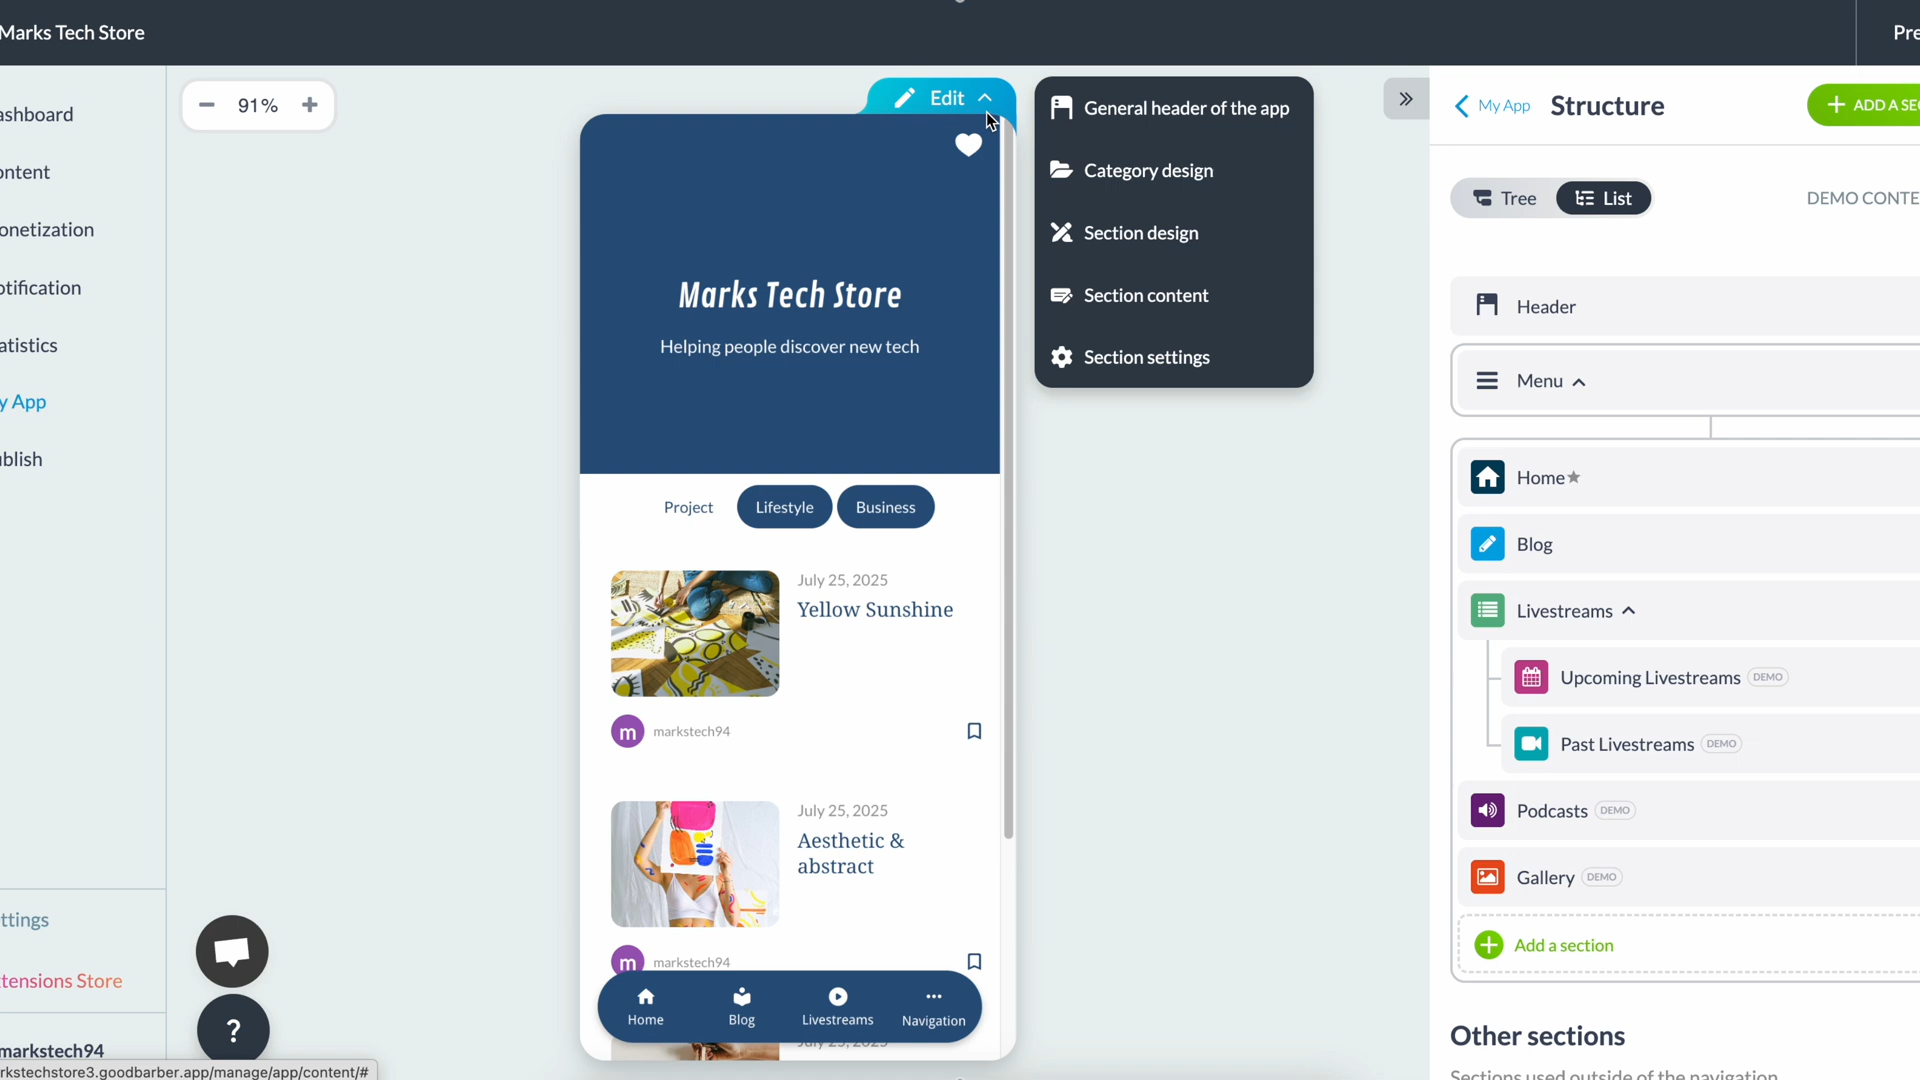 Marks Tech Store
Pre
ashboard
ontent
onetization
otification
atistics
y App
ublish
ttings
tensions Store
markstech94
rkstechstore3.goodbarber.app/manage/app/content/#
91%
?
Edit
Marks Tech Store
Helping people discover new tech
Project
Lifestyle
Business
July 25, 2025
Yellow Sunshine
m
markstech94
July 25, 2025
Aesthetic &
abstract
m
markstech94
Home
Blog
Livestreams
Navigation
July 25, 2025
General header of the app
Category design
Section design
Section content
Section settings
My App
Structure
ADD A SE
Tree
List
DEMO CONTE
Header
Menu
Home
Blog
Livestreams
Upcoming Livestreams DEMO
Past Livestreams DEMO
Podcasts DEMO
Gallery DEMO
Add a section
Other sections
Sections used outside of the navigation